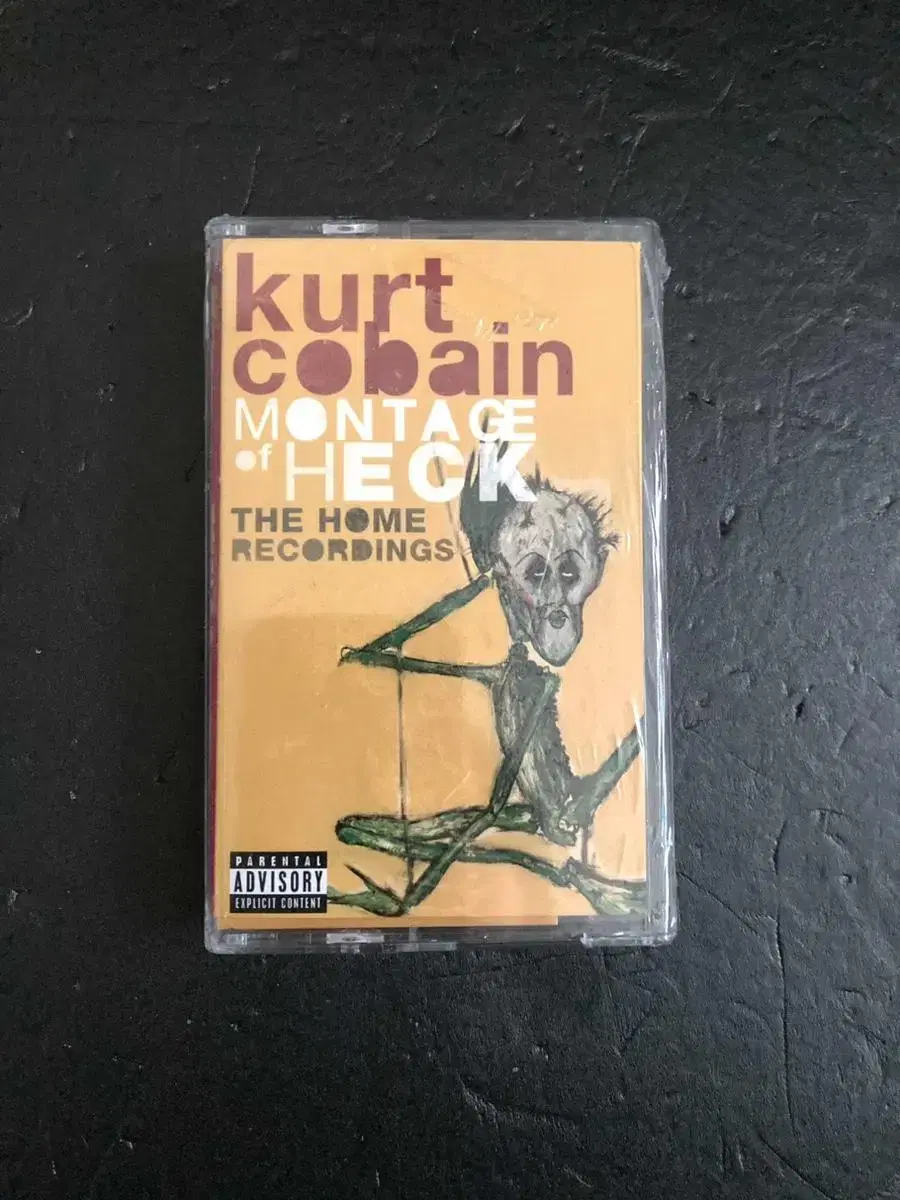 kurt
cobain
MONTAGE
of HECK
THE HOME
RECORDINGS
PARENTAL
ADVISORY
EXPLICIT CONTENT